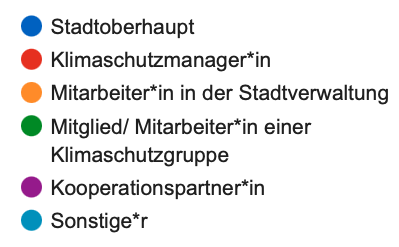 Stadtoberhaupt
Klimaschutzmanager*in
Mitarbeiter*in in der Stadtverwaltung
Mitglied/ Mitarbeiter*in einer
Klimaschutzgruppe
Kooperationspartner*in
Sonstige*r